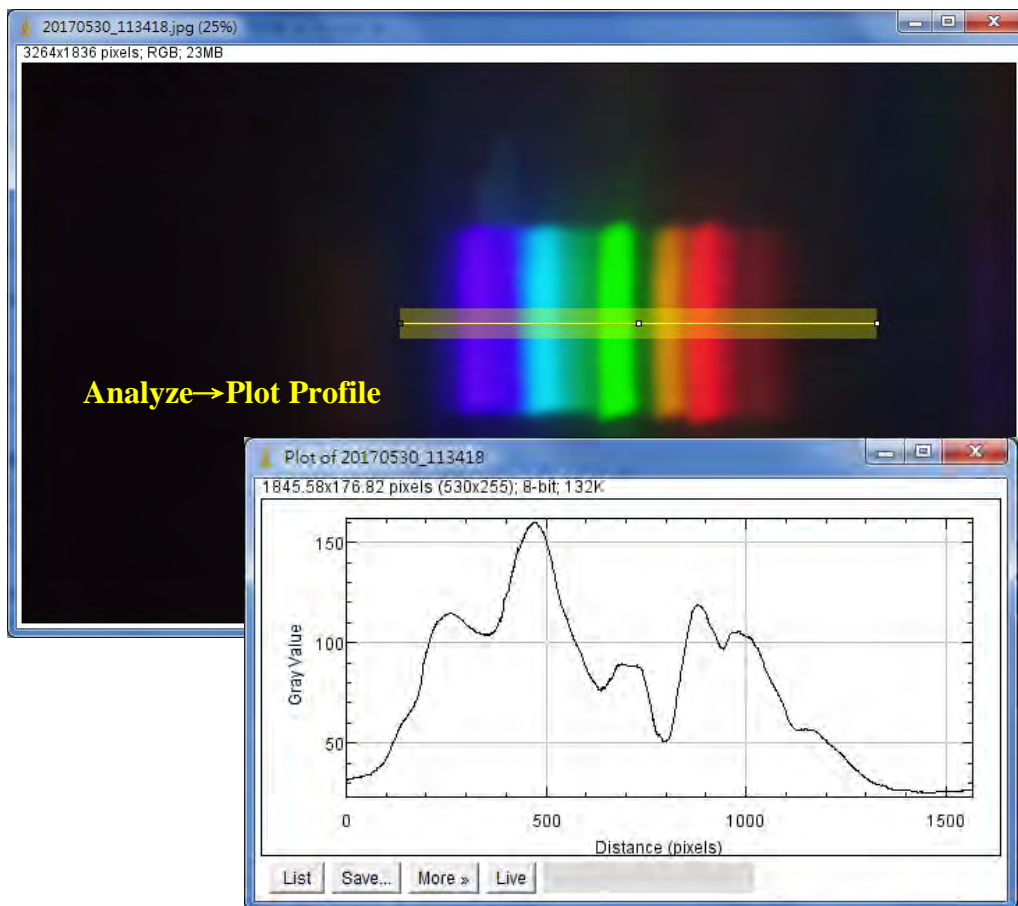 20170530_113418.jpg (25%)
3264x1836 pixels; RGB; 23MB
Analyze→Plot Profile
Plot of 20170530_113418
1845.58x176.82 pixels (530x255); 8-bit; 132K
150
100
50
Gray Value
0 500 1000 1500
Distance (pixels)
List Save... More » Live